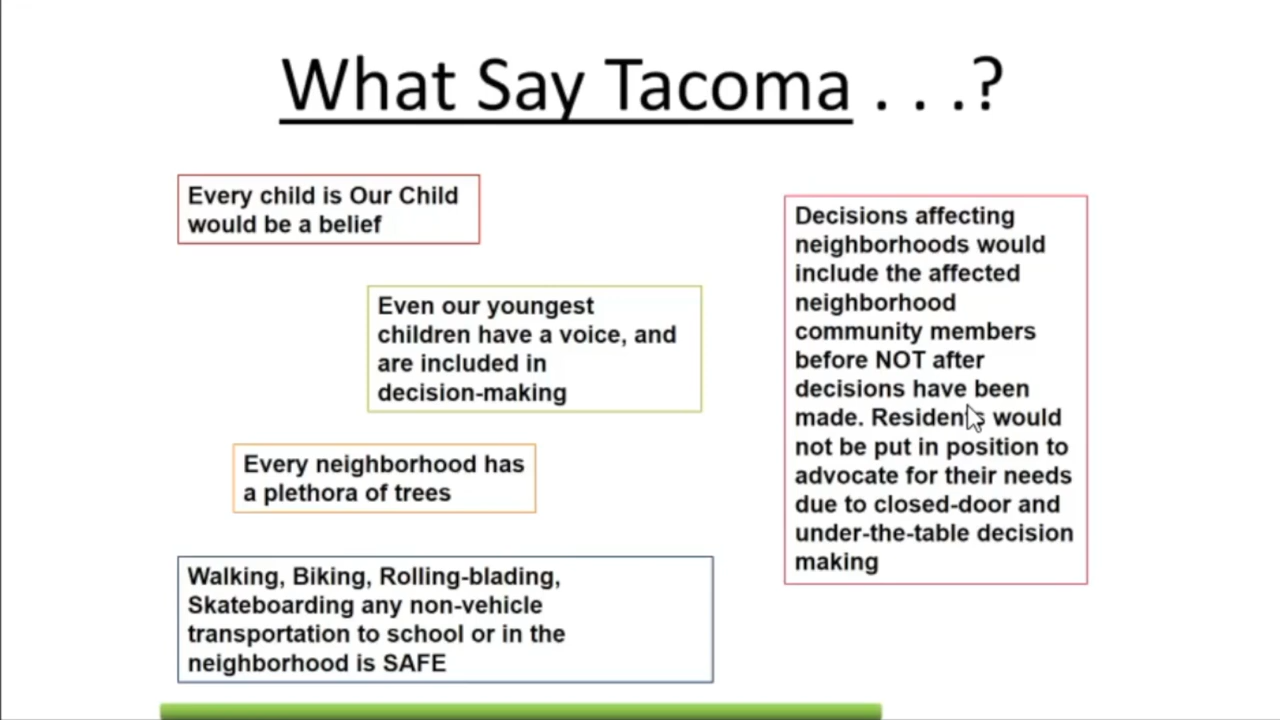 What Say Tacoma . . .?
Every child is Our Child
would be a belief
Even our youngest
children have a voice, and
are included in
decision-making
Every neighborhood has
a plethora of trees
Walking, Biking, Rolling-blading,
Skateboarding any non-vehicle
transportation to school or in the
neighborhood is SAFE
Decisions affecting
neighborhoods would
include the affected
neighborhood
community members
before NOT after
decisions have been
made. Residents would
not be put in position to
advocate for their needs
due to closed-door and
under-the-table decision
making